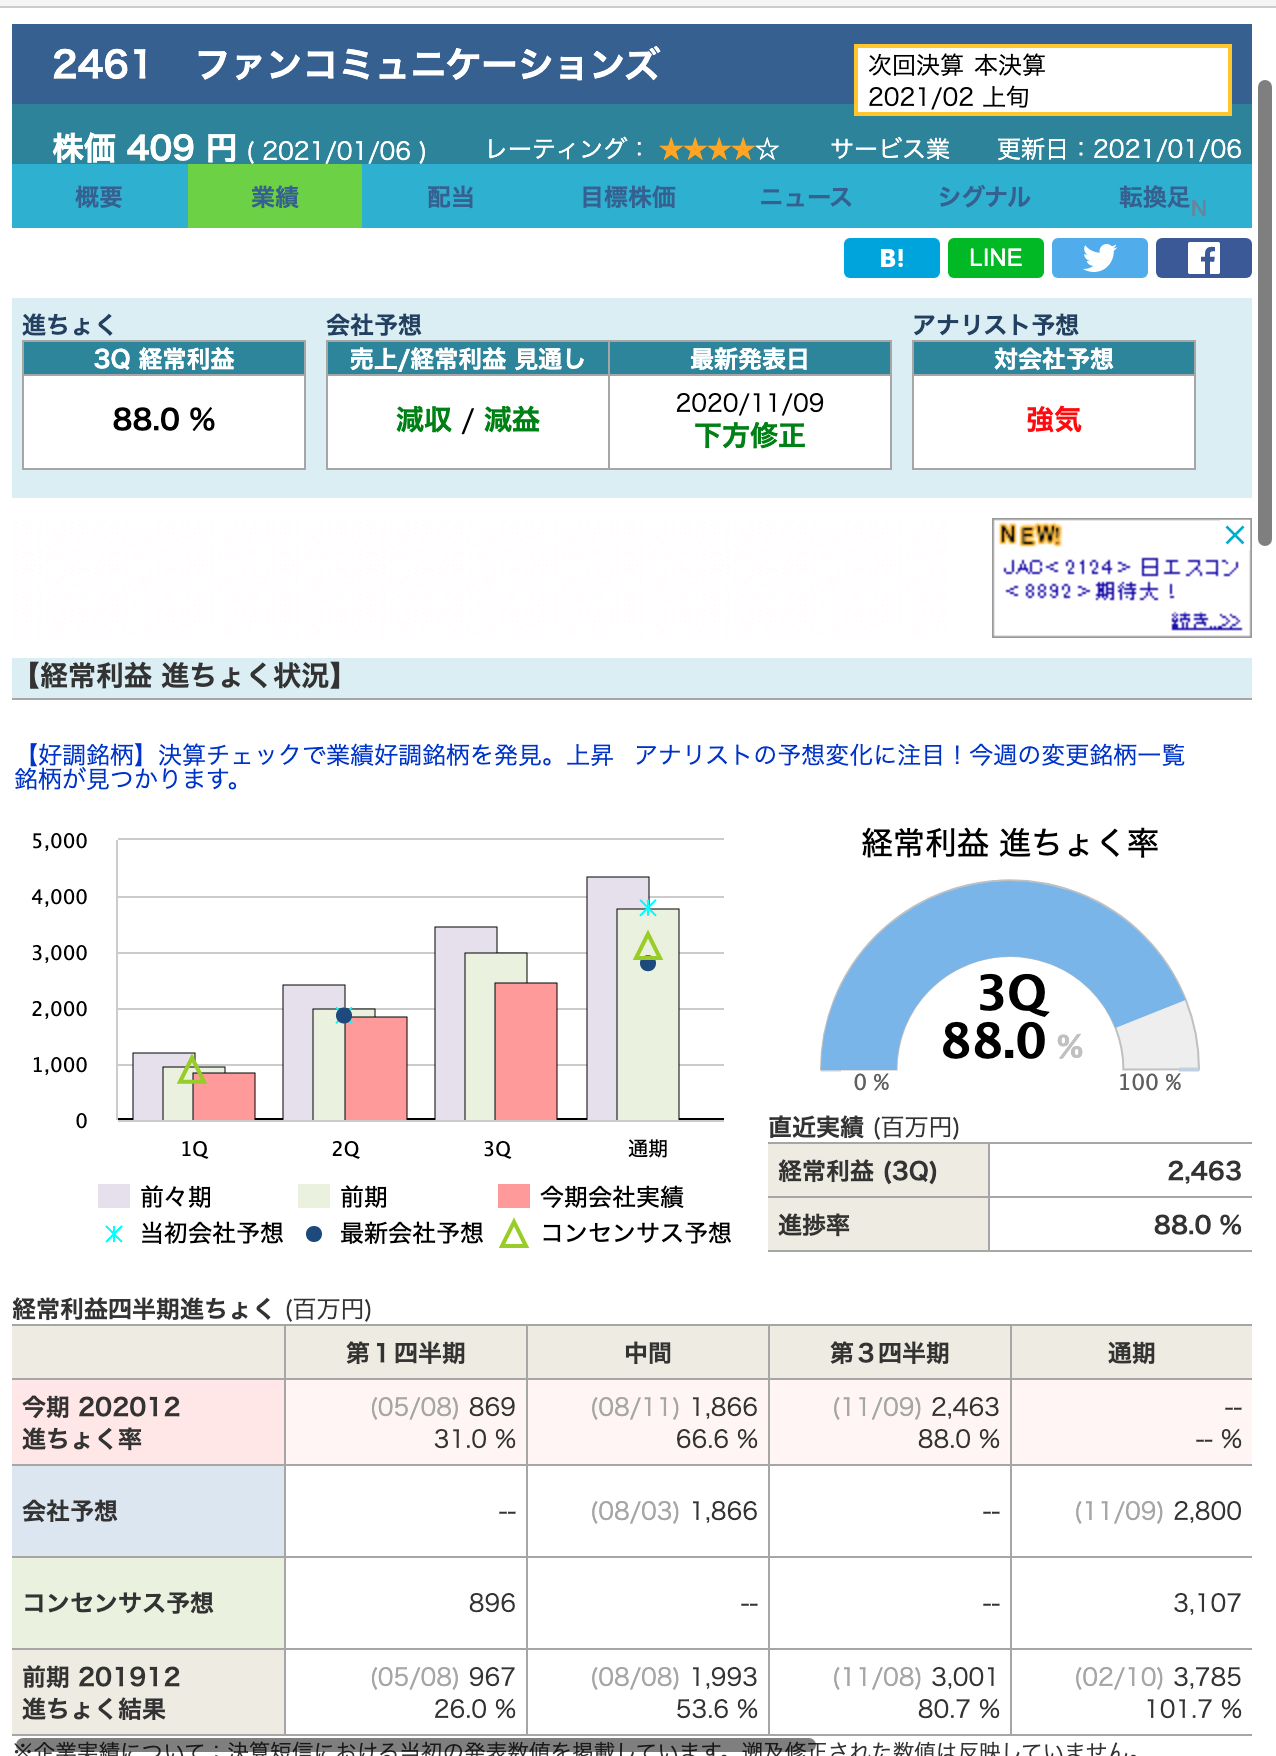 2461　ファンコミュニケーションズ
次回決算 本決算
2021/02 上旬
株価 409 円 ( 2021/01/06 )
レーティング： ★★★★☆
サービス業
更新日：2021/01/06
概要
業績
配当
目標株価
ニュース
シグナル
転換足N
B!
LINE
進ちょく
3Q 経常利益
88.0 %
会社予想
売上/経常利益 見通し
最新発表日
減収 / 減益
2020/11/09
下方修正
アナリスト予想
対会社予想
強気
NEW!
JAC<2124> 日エスコン
<8892>期待大！
続き..>>
【経常利益 進ちょく状況】
【好調銘柄】決算チェックで業績好調銘柄を発見。上昇
銘柄が見つかります。
アナリストの予想変化に注目！今週の変更銘柄一覧
5,000
4,000
3,000
2,000
1,000
0
1Q
2Q
3Q
通期
前々期
前期
今期会社実績
当初会社予想
最新会社予想
コンセンサス予想
経常利益 進ちょく率
3Q
88.0 %
0 %
100 %
直近実績 (百万円)
経常利益 (3Q) 2,463
進捗率 88.0 %
経常利益四半期進ちょく (百万円)
第１四半期 中間 第３四半期 通期
今期 202012 (05/08) 869 (08/11) 1,866 (11/09) 2,463 --
進ちょく率 31.0 % 66.6 % 88.0 % -- %
会社予想 -- (08/03) 1,866 -- (11/09) 2,800
コンセンサス予想 896 -- -- 3,107
前期 201912 (05/08) 967 (08/08) 1,993 (11/08) 3,001 (02/10) 3,785
進ちょく結果 26.0 % 53.6 % 80.7 % 101.7 %
※企業実績について：決算短信における当初の発表数値を掲載しています。遡及修正された数値は反映していません。